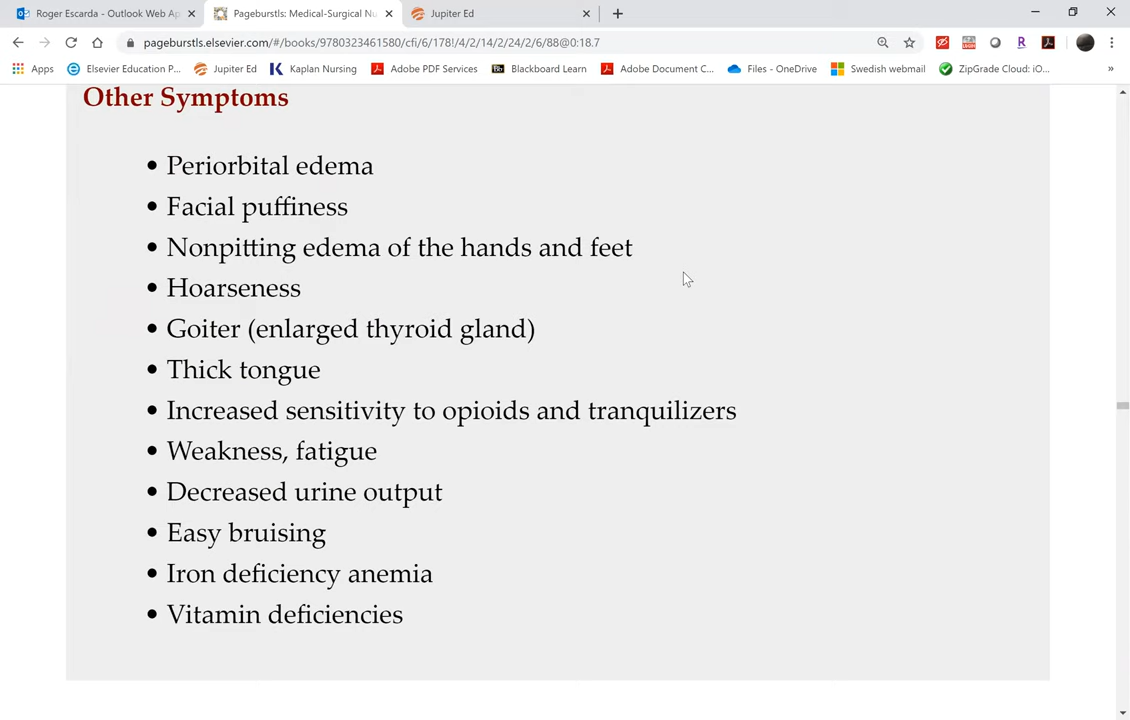 Roger Escarda - Outlook Web Ap
Pageburstls: Medical-Surgical Nu
Jupiter Ed
pageburstls.elsevier.com/#/books/9780323461580/cfi/6/178!/4/2/14/2/24/2/6/88@0:18.7
Apps
Elsevier Education P...
Jupiter Ed
Kaplan Nursing
Adobe PDF Services
Blackboard Learn
Adobe Document C...
Files - OneDrive
Swedish webmail
ZipGrade Cloud: iO...
»
Other Symptoms
• Periorbital edema
• Facial puffiness
• Nonpitting edema of the hands and feet
• Hoarseness
• Goiter (enlarged thyroid gland)
• Thick tongue
• Increased sensitivity to opioids and tranquilizers
• Weakness, fatigue
• Decreased urine output
• Easy bruising
• Iron deficiency anemia
• Vitamin deficiencies